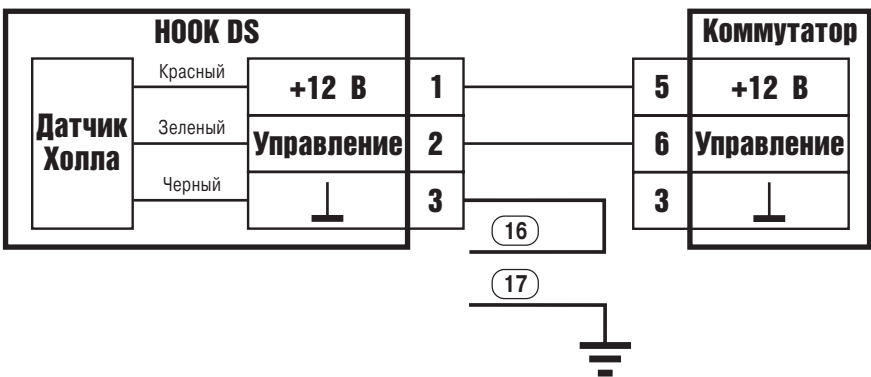 HOOK DS
Коммутатор
Датчик
Холла
Красный
+12 В
1
5
+12 В
Зеленый
Управление
2
6
Управление
Черный
3
3
16
17